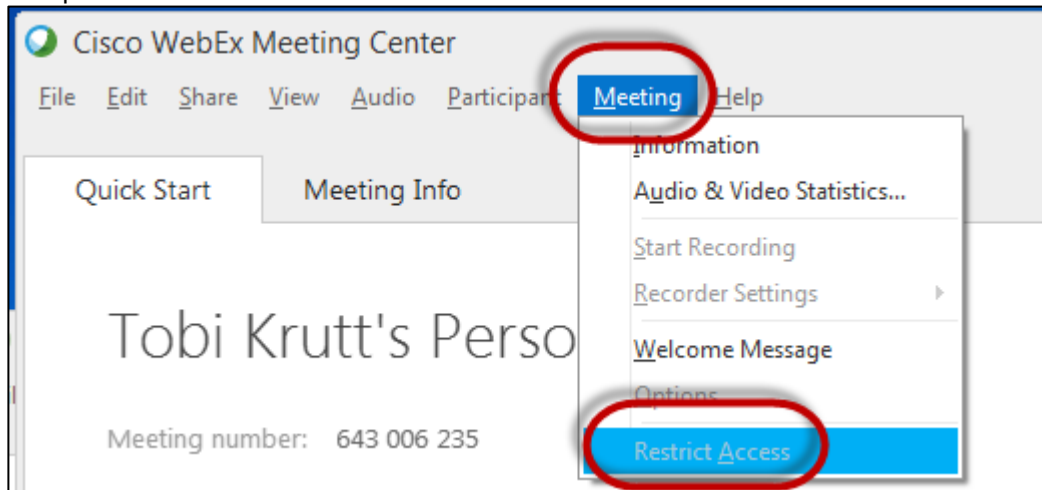 Cisco WebEx Meeting Center
File Edit Share View Audio Participant Meeting Help
Quick Start Meeting Info
Information
Audio & Video Statistics...
Start Recording
Recorder Settings
Welcome Message
Options
Restrict Access
Tobi Krutt's Perso
Meeting number: 643 006 235